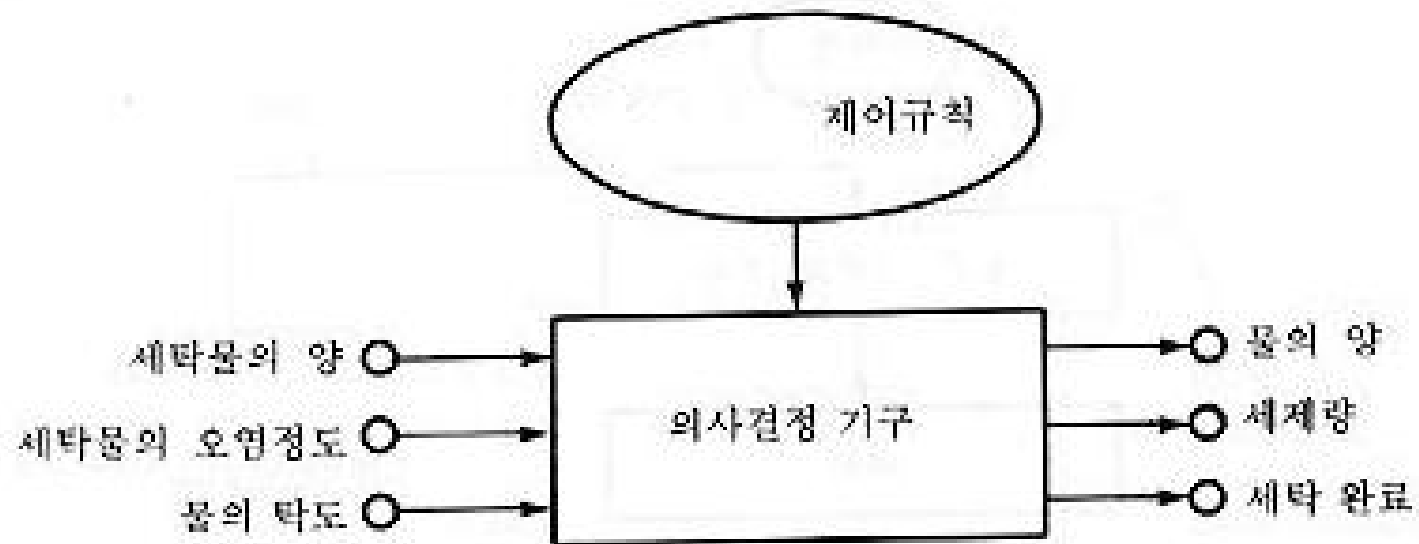 제어규칙
세탁물의 양
물의 양
세탁물의 오염정도
의사결정 기구
세제량
물의 탁도
세탁 완료